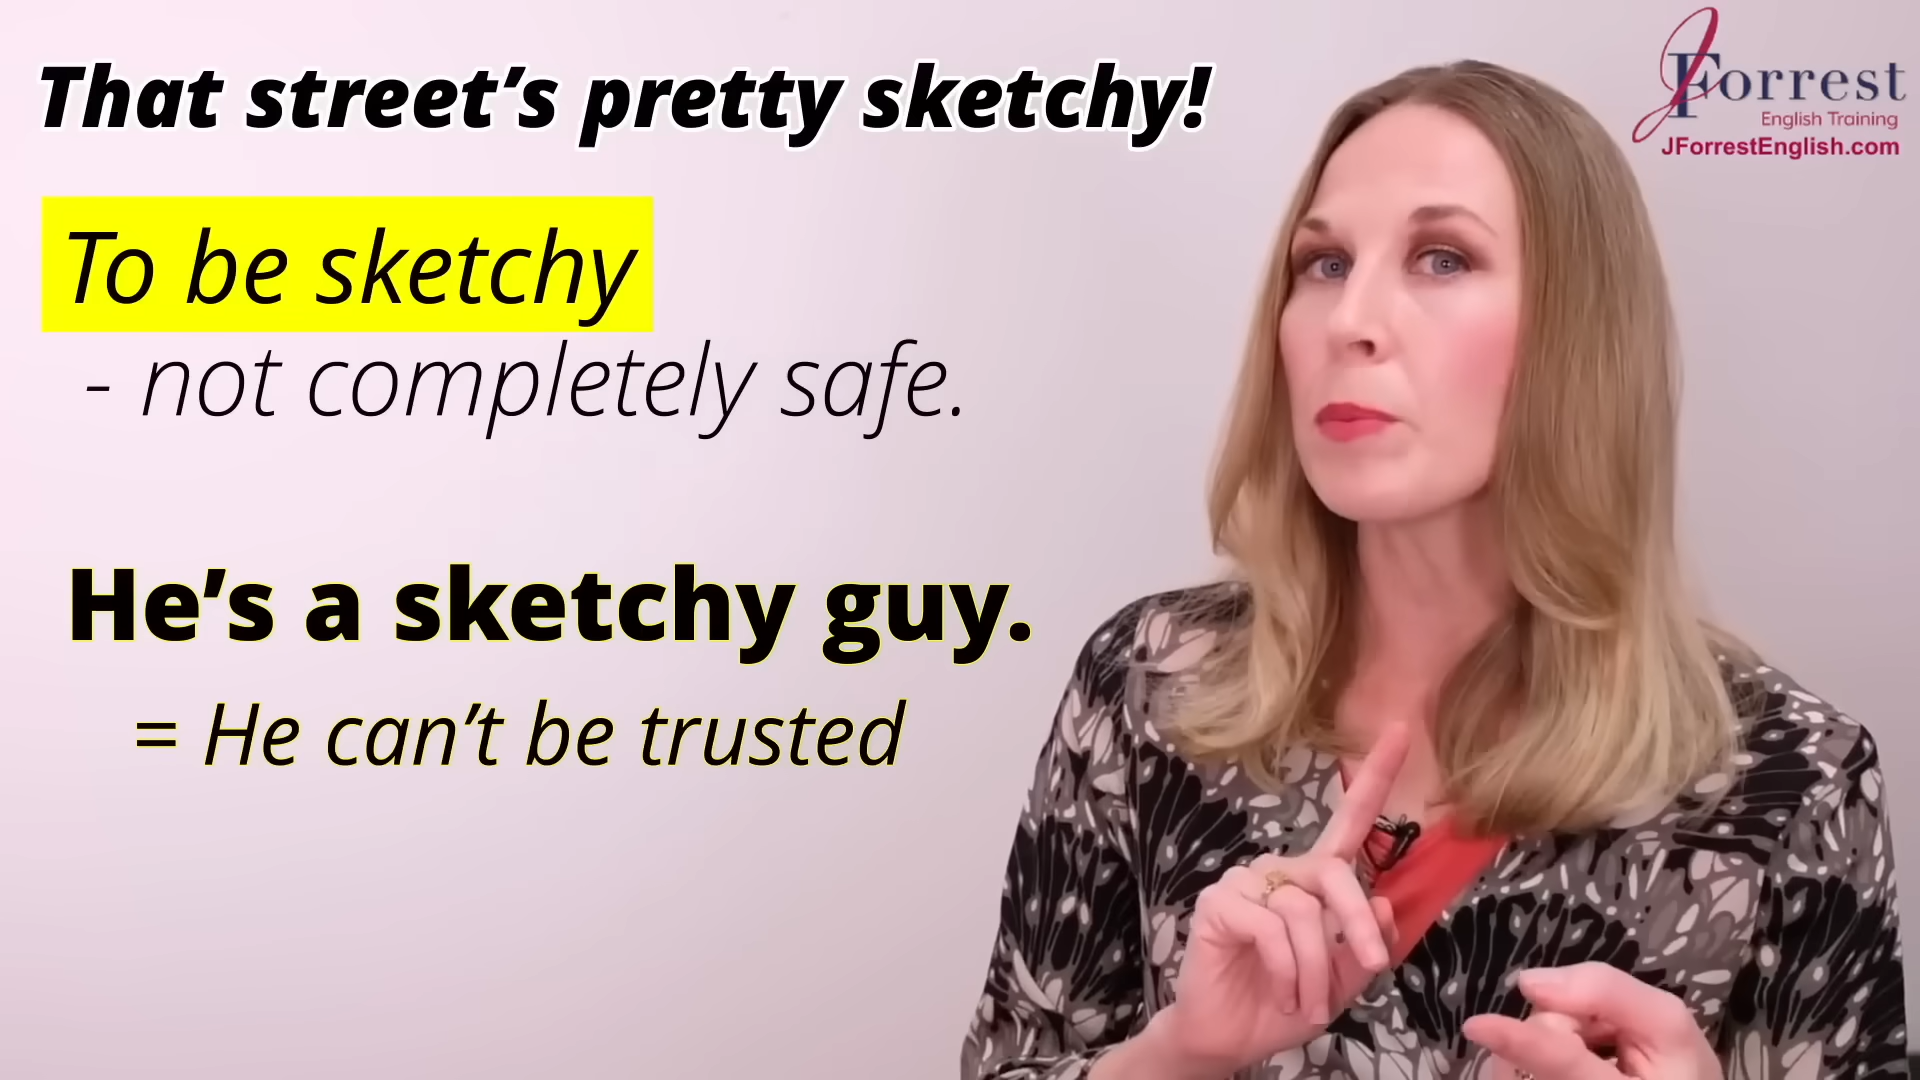 That street’s pretty sketchy!
To be sketchy
- not completely safe.
He’s a sketchy guy.
= He can’t be trusted
JForrest
English Training
JForrestEnglish.com